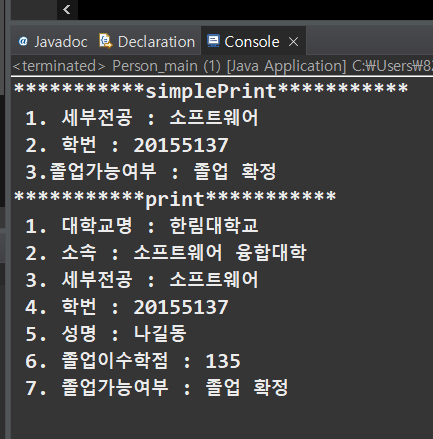 Javadoc Declaration Console
<terminated> Person_main (1) [Java Application] C:\Users\8
***********simplePrint***********
1. 세부전공 : 소프트웨어
2. 학번 : 20155137
3.졸업가능여부 : 졸업 확정
***********print***********
1. 대학교명 : 한림대학교
2. 소속 : 소프트웨어 융합대학
3. 세부전공 : 소프트웨어
4. 학번 : 20155137
5. 성명 : 나길동
6. 졸업이수학점 : 135
7. 졸업가능여부 : 졸업 확정